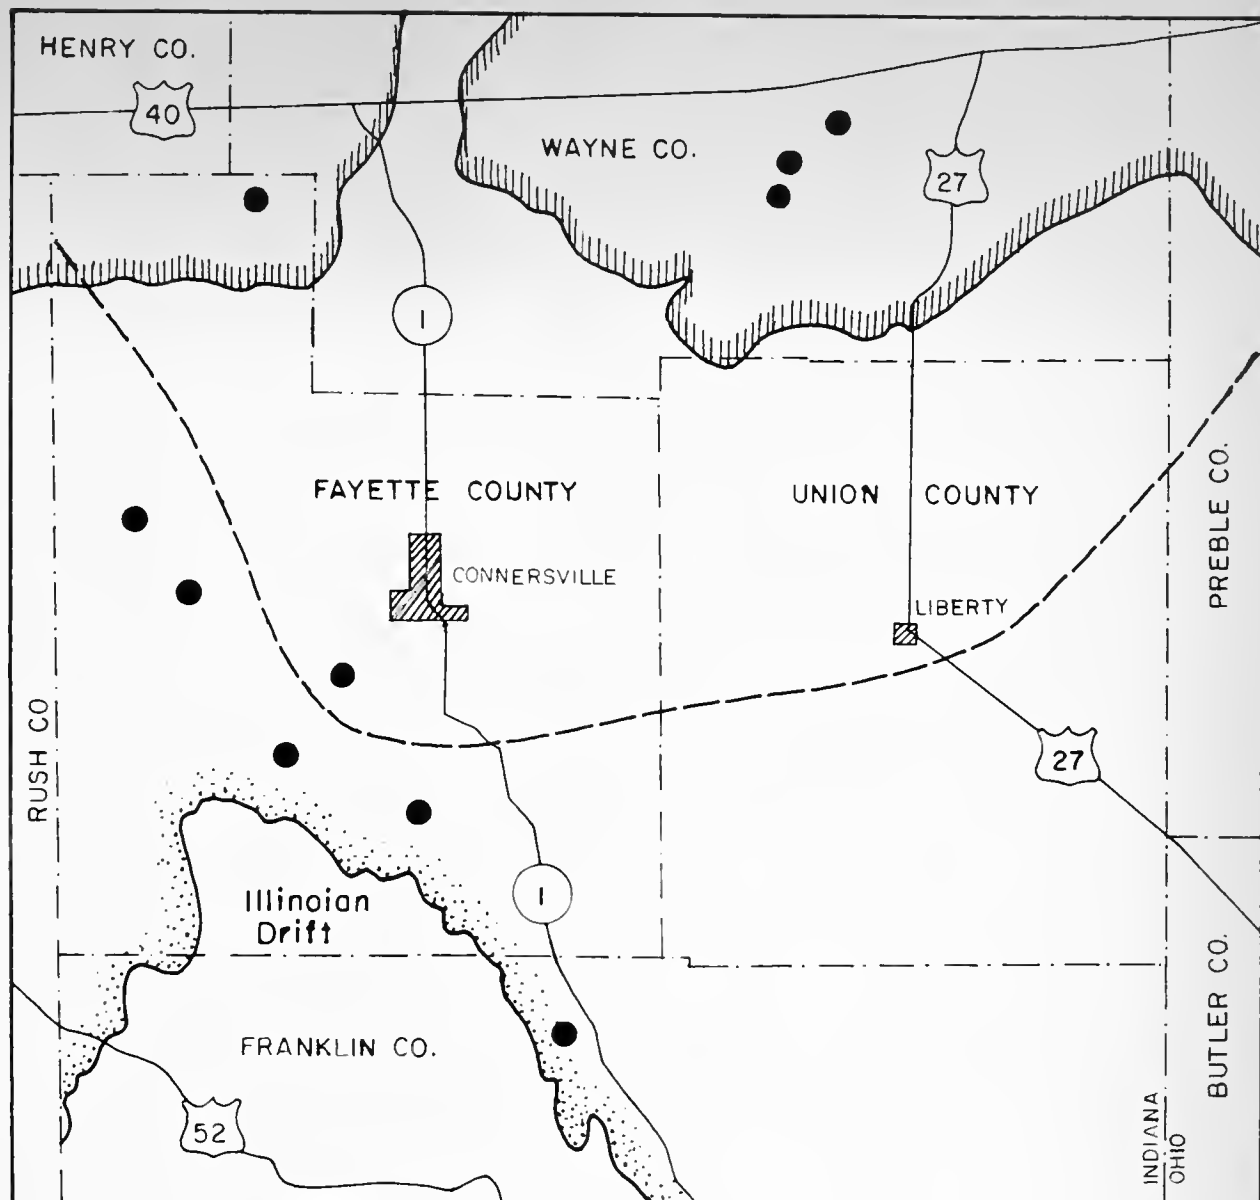 HENRY CO.
40
WAYNE CO.
27
1
FAYETTE COUNTY
UNION COUNTY
CONNERSVILLE
LIBERTY
PREBLE CO.
RUSH CO
27
1
Illinoian
Drift
FRANKLIN CO.
BUTLER CO.
52
INDIANA
OHIO